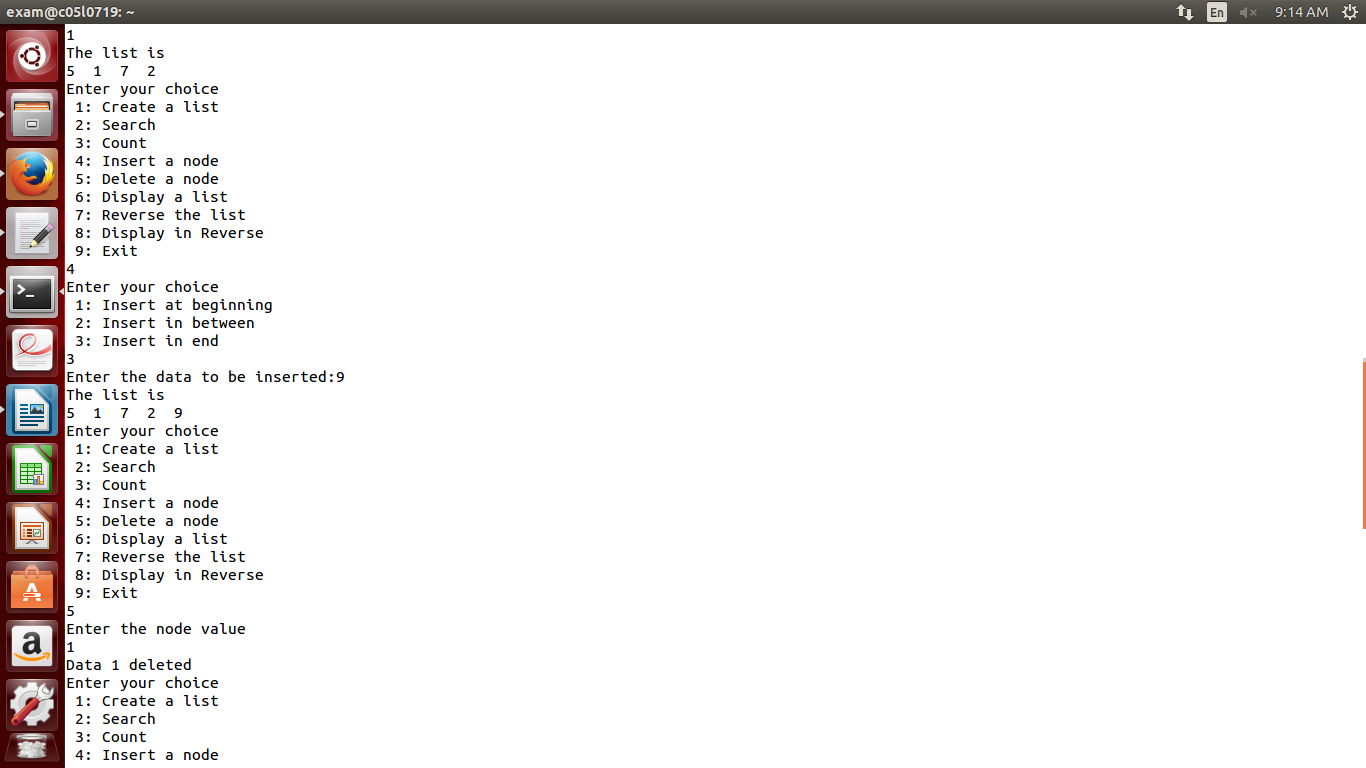 exam@c05l0719: ~
En
9:14 AM
1
The list is
5  1  7  2
Enter your choice
 1: Create a list
 2: Search
 3: Count
 4: Insert a node
 5: Delete a node
 6: Display a list
 7: Reverse the list
 8: Display in Reverse
 9: Exit
4
Enter your choice
 1: Insert at beginning
 2: Insert in between
 3: Insert in end
3
Enter the data to be inserted:9
The list is
5  1  7  2  9
Enter your choice
 1: Create a list
 2: Search
 3: Count
 4: Insert a node
 5: Delete a node
 6: Display a list
 7: Reverse the list
 8: Display in Reverse
 9: Exit
5
Enter the node value
1
Data 1 deleted
Enter your choice
 1: Create a list
 2: Search
 3: Count
 4: Insert a node